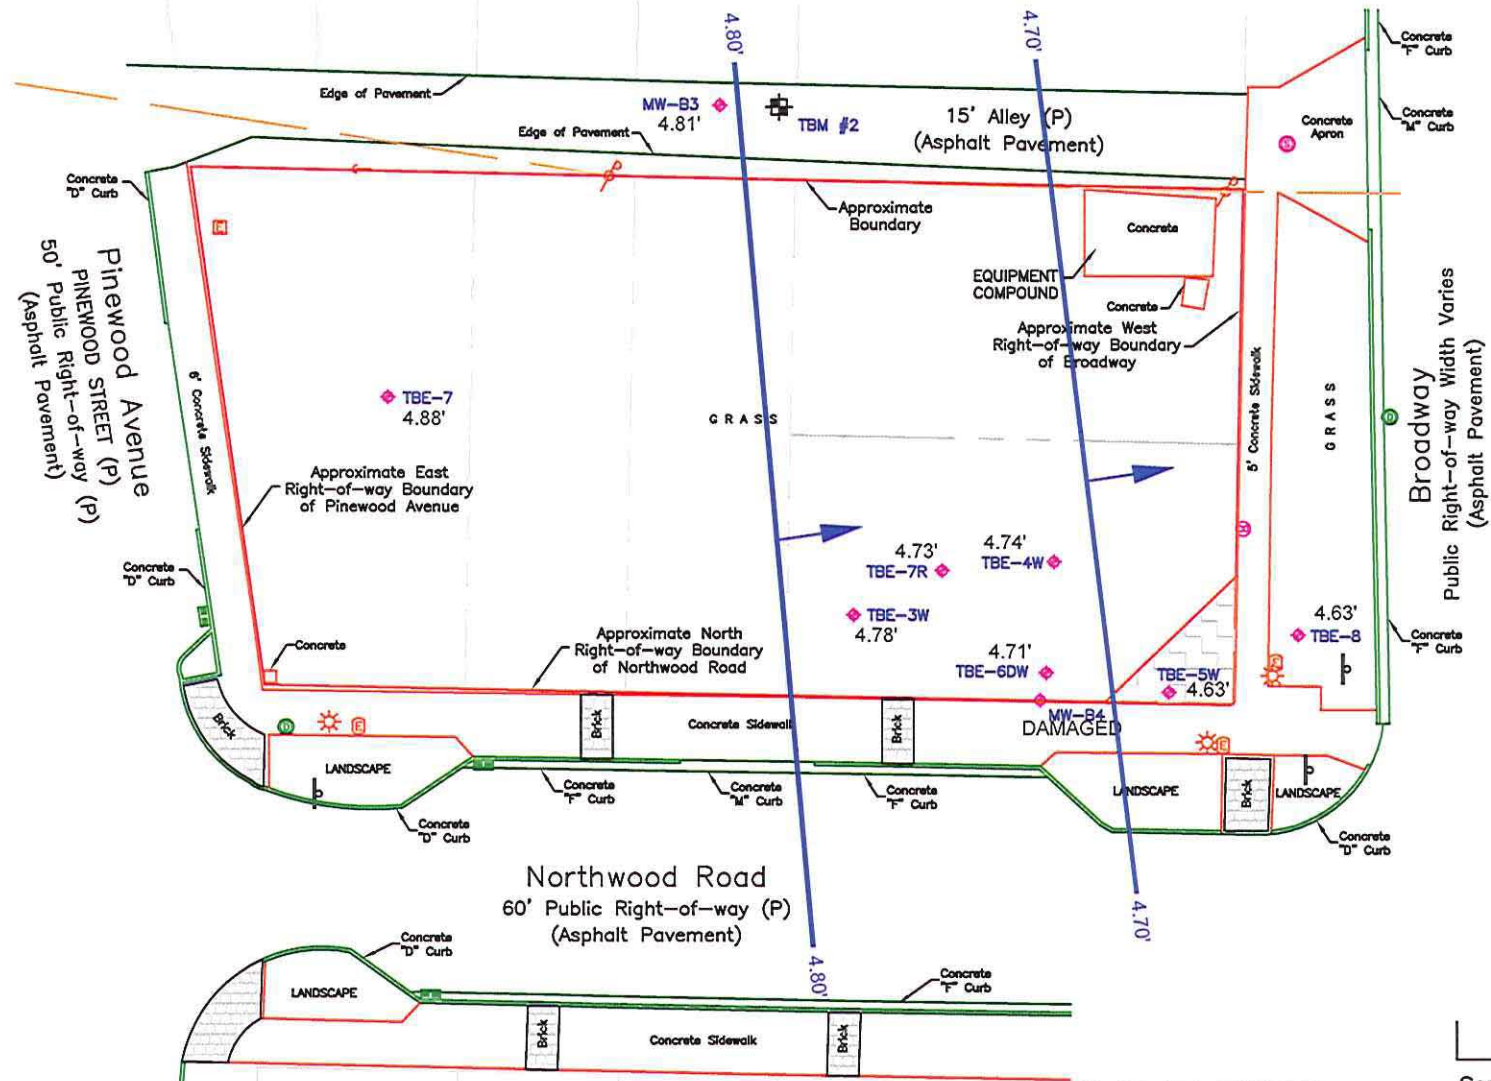 4.80'
4.70'
Concrete
"F" Curb
Edge of Pavement
MW-B3
4.81'
TBM #2
15' Alley (P)
(Asphalt Pavement)
Concrete
"M" Curb
Concrete
Apron
Edge of Pavement
Concrete
"D" Curb
Approximate
Boundary
Concrete
EQUIPMENT
COMPOUND
Concrete
Approximate West
Right-of-way Boundary
of Broadway
Pinewood Avenue
PINEWOOD STREET (P)
50' Public Right-of-way (P)
(Asphalt Pavement)
6' Concrete Sidewalk
TBE-7
4.88'
GRASS
5' Concrete Sidewalk
GRASS
Broadway
Public Right-of-way Width Varies
(Asphalt Pavement)
Approximate East
Right-of-way Boundary
of Pinewood Avenue
4.73'
TBE-7R
4.74'
TBE-4W
Concrete
"D" Curb
TBE-3W
4.78'
4.63'
TBE-8
Concrete
"F" Curb
Concrete
Approximate North
Right-of-way Boundary
of Northwood Road
4.71'
TBE-6DW
TBE-5W
4.63'
MW-B4
DAMAGED
Brick
D
E
Brick
Concrete Sidewalk
Brick
E
E
E
LANDSCAPE
Concrete
"F" Curb
Concrete
"M" Curb
Concrete
"F" Curb
LANDSCAPE
Brick
LANDSCAPE
Concrete
"D" Curb
Concrete
"D" Curb
Northwood Road
60' Public Right-of-way (P)
(Asphalt Pavement)
4.70'
4.80'
Concrete
"D" Curb
LANDSCAPE
Concrete
"F" Curb
Brick
Concrete Sidewalk
Brick